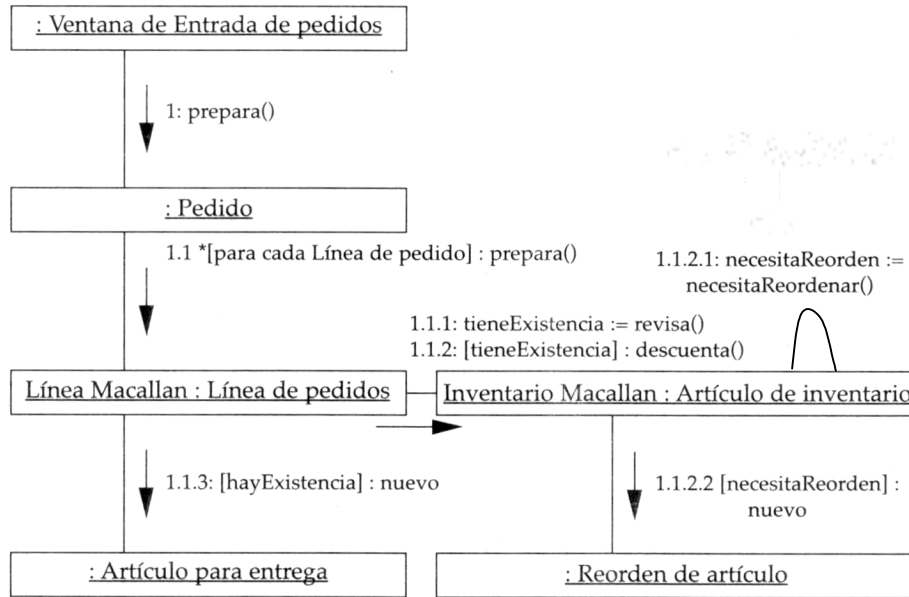 : Ventana de Entrada de pedidos
1: prepara()
: Pedido
1.1 *[para cada Línea de pedido] : prepara()
1.1.2.1: necesitaReorden :=
necesitaReordenar()
1.1.1: tieneExistencia := revisa()
1.1.2: [tieneExistencia] : descuenta()
Línea Macallan : Línea de pedidos
Inventario Macallan : Artículo de inventario
1.1.3: [hayExistencia] : nuevo
1.1.2.2 [necesitaReorden] :
nuevo
: Artículo para entrega
: Reorden de artículo